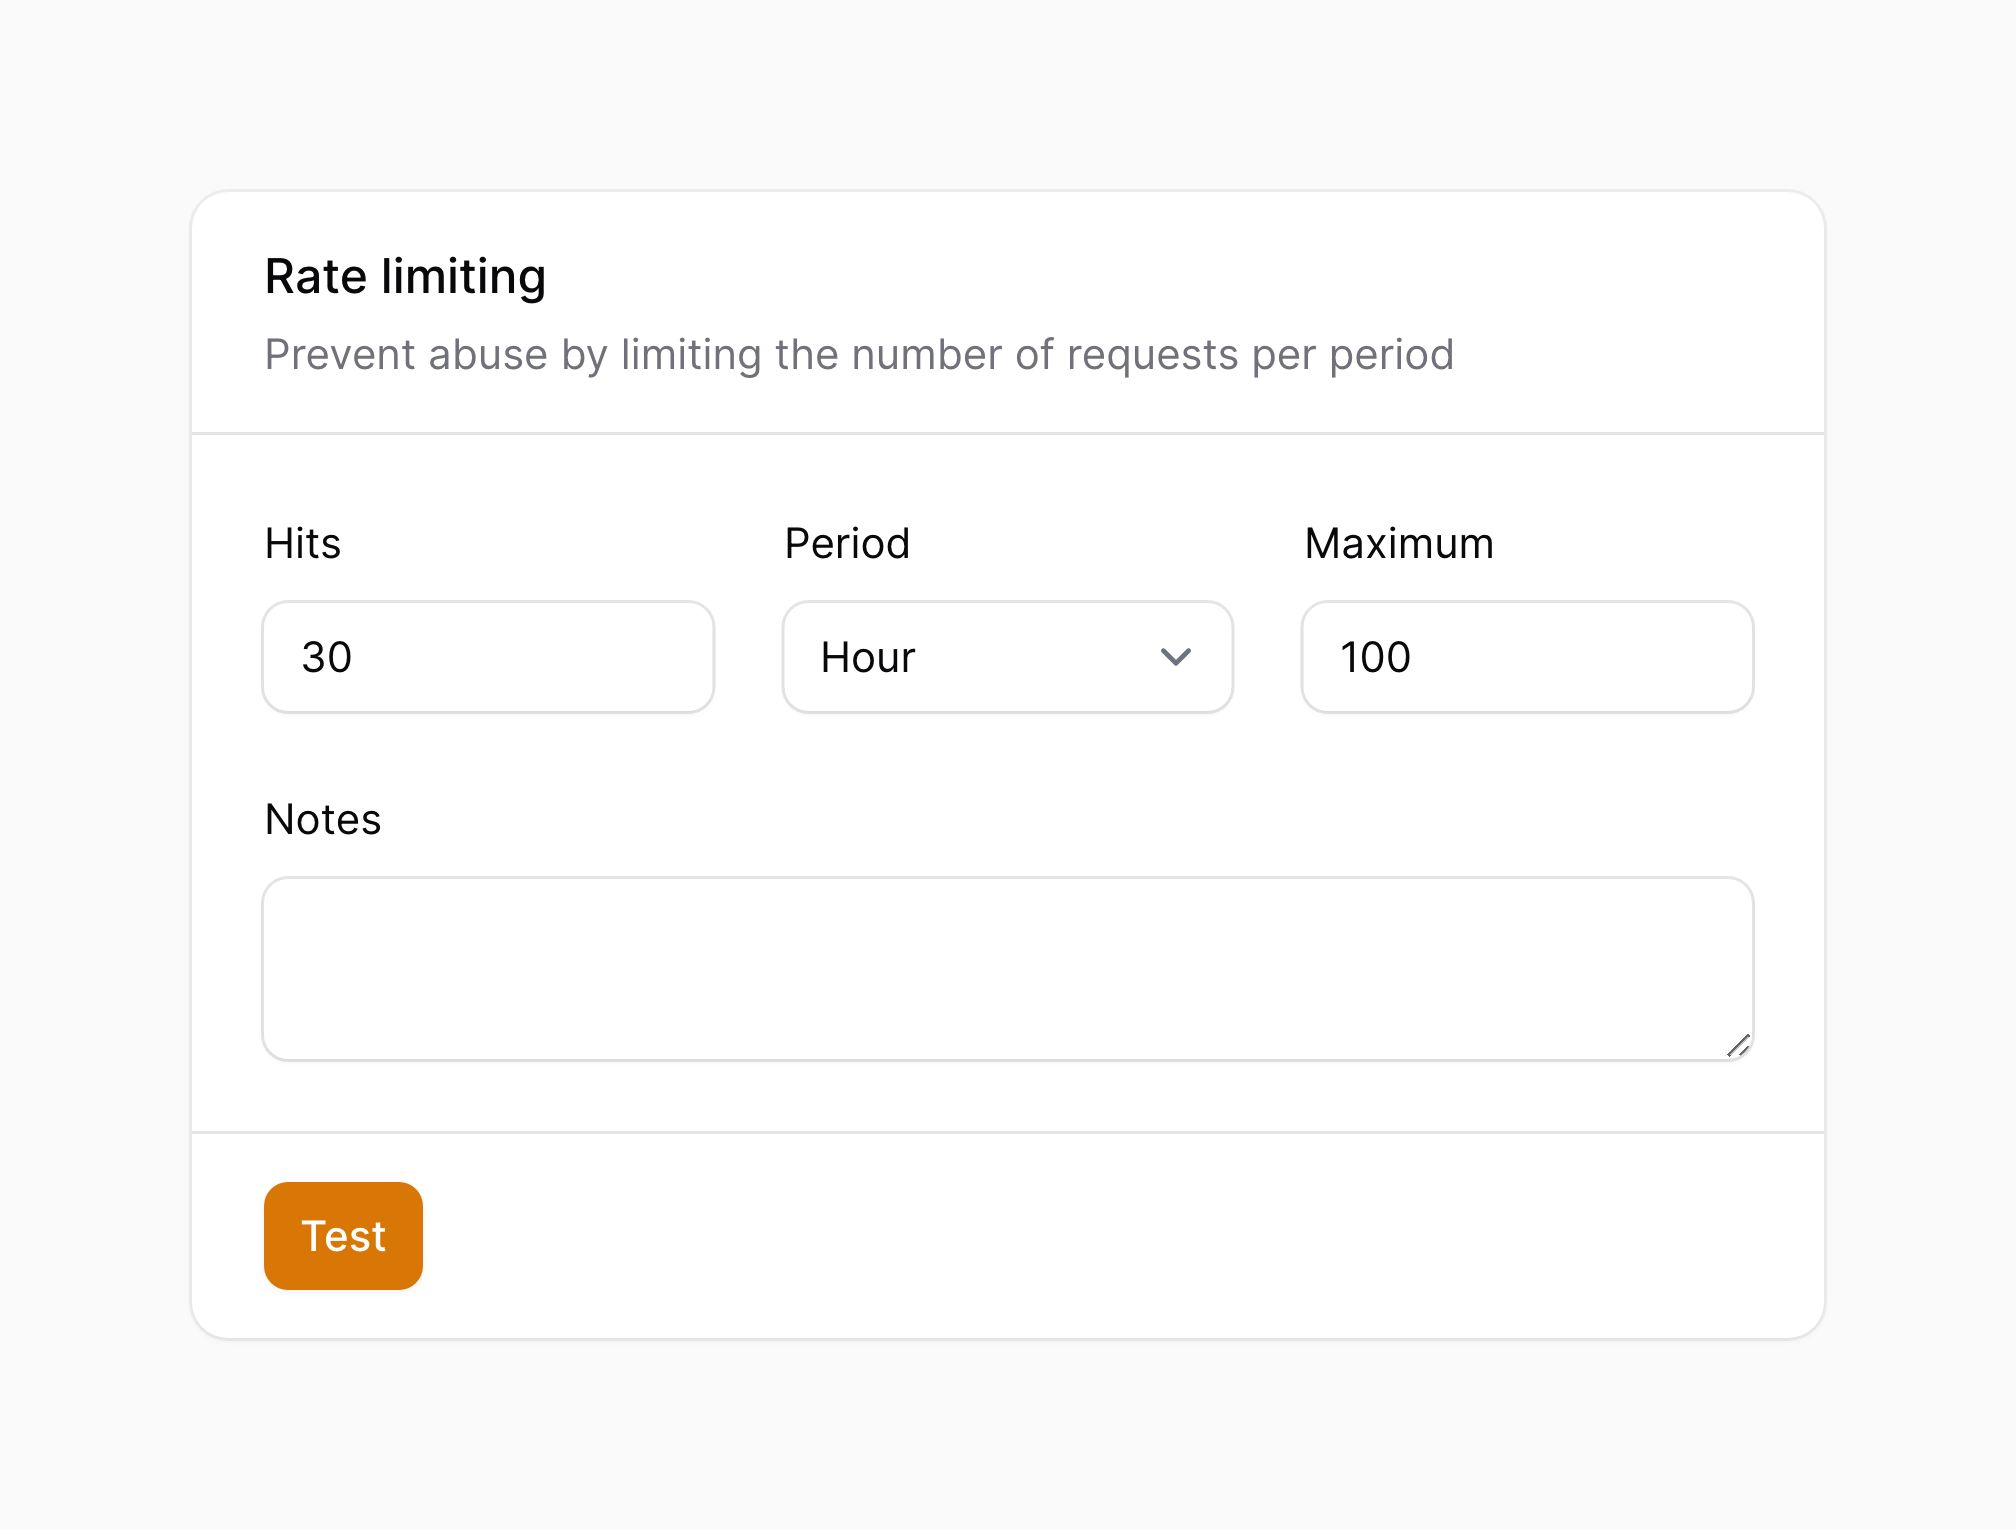 Rate limiting
Prevent abuse by limiting the number of requests per period
Hits
Period
Maximum
30
Hour
100
Notes
Test